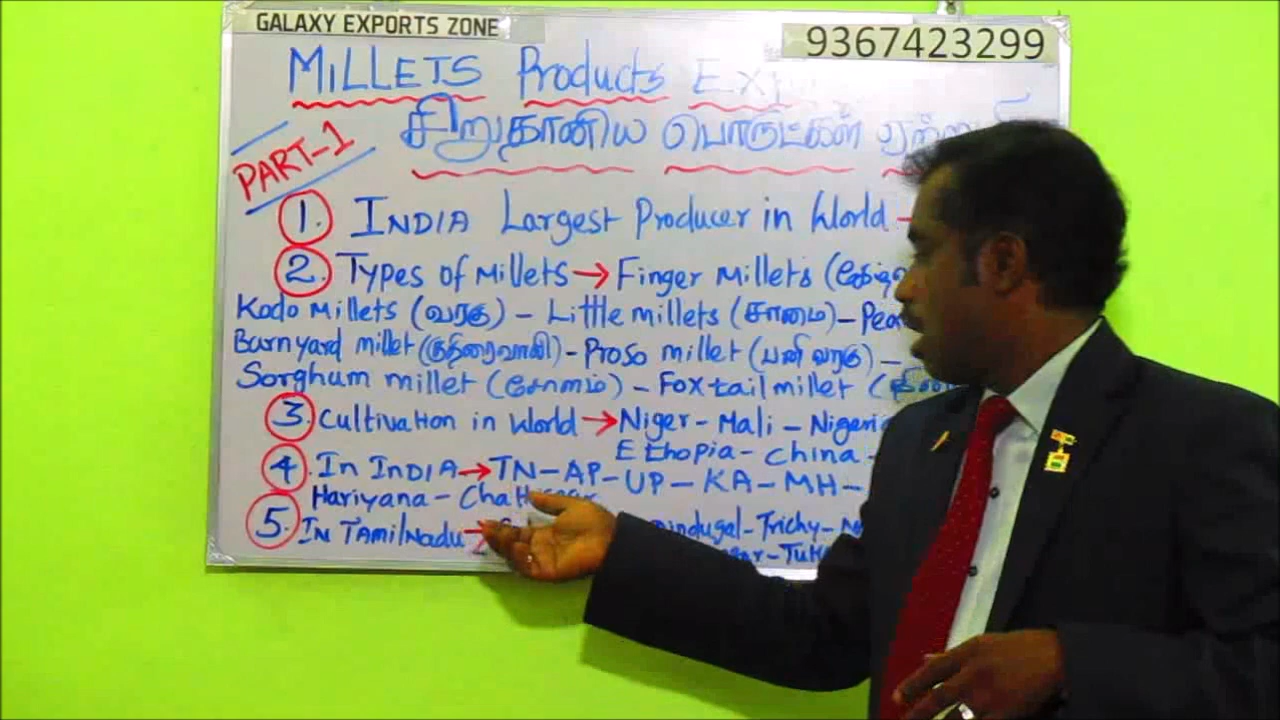 GALAXY EXPORTS ZONE
9367423299
MILLETS Products
சிறுதானிய பொருட்கள்
PART-1
1. INDIA Largest Producer in World -
2. Types of Millets → Finger Millets
Kodo Millets (வரகு) - Little millets (சாமை) -
Barnyard millet (குதிரைவாலி) - Proso millet (பனி வரகு) -
Sorghum millet (சோளம்) - Foxtail millet
3. Cultivation in World → Niger - Mali -
Ethopia - China -
4. In INDIA → TN - AP - UP - KA - MH -
Hariyana -
5. In TamilNadu → Dindugal - Trichy -